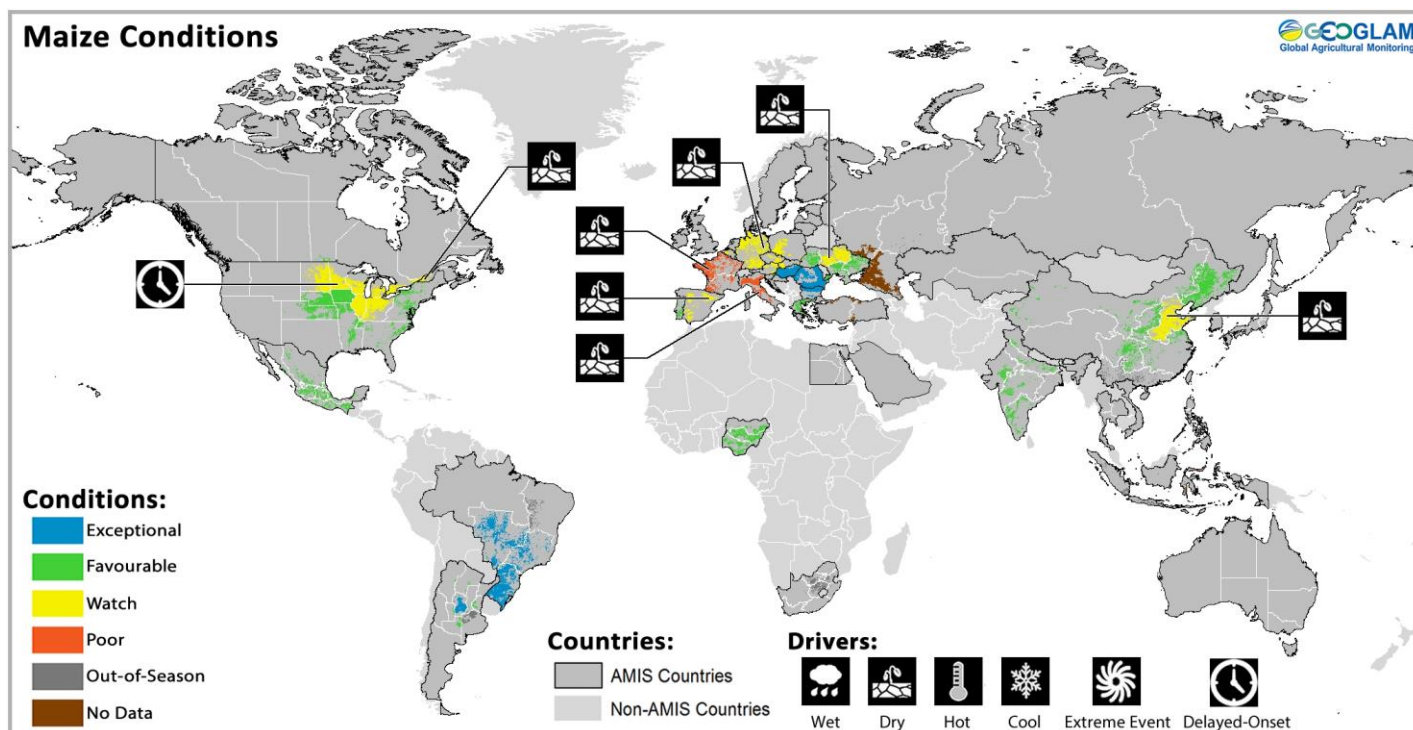 Maize Conditions
GEOGLAM
Global Agricultural Monitoring
Conditions:
Exceptional
Favourable
Watch
Poor
Out-of-Season
No Data
Countries:
AMIS Countries
Non-AMIS Countries
Drivers:
Wet
Dry
Hot
Cool
Extreme Event
Delayed-Onset